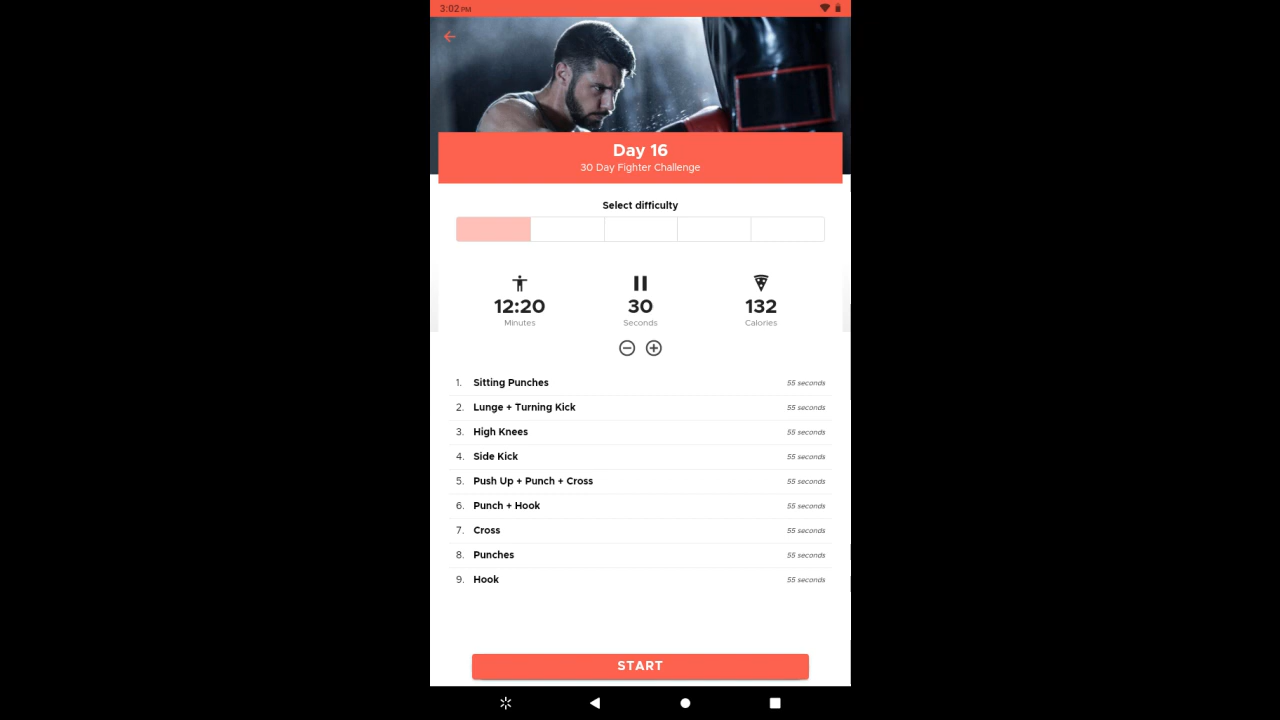 3:02 PM
Day 16
30 Day Fighter Challenge
Select difficulty
12:20 30 132
Minutes Seconds Calories
1. Sitting Punches 55 seconds
2. Lunge + Turning Kick 55 seconds
3. High Knees 55 seconds
4. Side Kick 55 seconds
5. Push Up + Punch + Cross 55 seconds
6. Punch + Hook 55 seconds
7. Cross 55 seconds
8. Punches 55 seconds
9. Hook 55 seconds
START